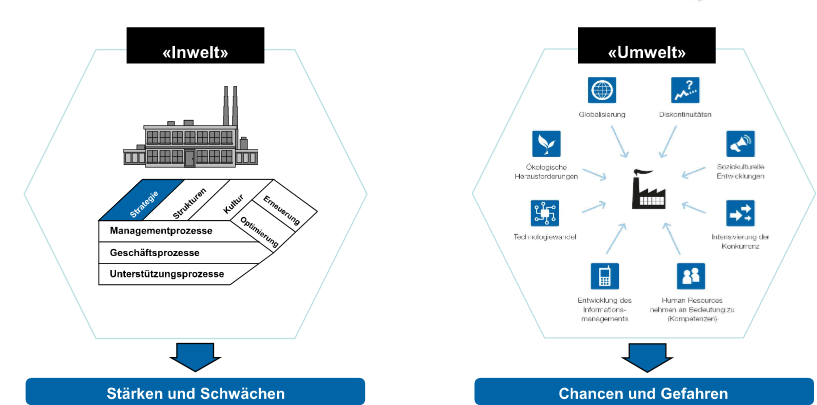 «Inwelt»
Strategie
Strukturen
Kultur
Erneuerung
Optimierung
Managementprozesse
Geschäftsprozesse
Unterstützungsprozesse
Stärken und Schwächen
«Umwelt»
Globalisierung
Diskontinuitäten
Ökologische
Herausforderungen
Soziokulturelle
Entwicklungen
Technologiewandel
Intensivierung der
Konkurrenz
Entwicklung des
Informations-
managements
Human Resources
nehmen an Bedeutung zu
(Kompetenzen)
Chancen und Gefahren